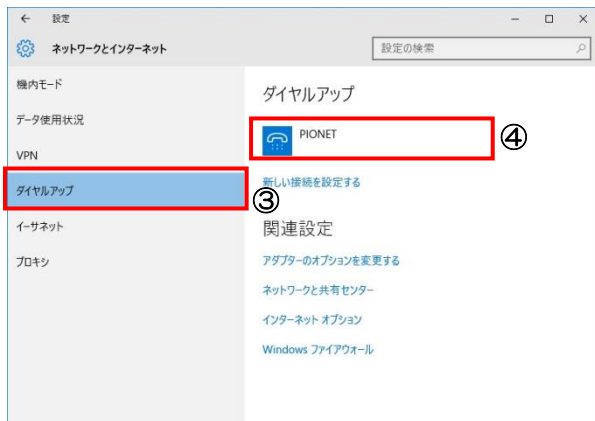 ← 設定
ネットワークとインターネット
設定の検索
機内モード
データ使用状況
VPN
ダイヤルアップ
③
イーサネット
プロキシ
ダイヤルアップ
PIONET
④
新しい接続を設定する
関連設定
アダプターのオプションを変更する
ネットワークと共有センター
インターネット オプション
Windows ファイアウォール